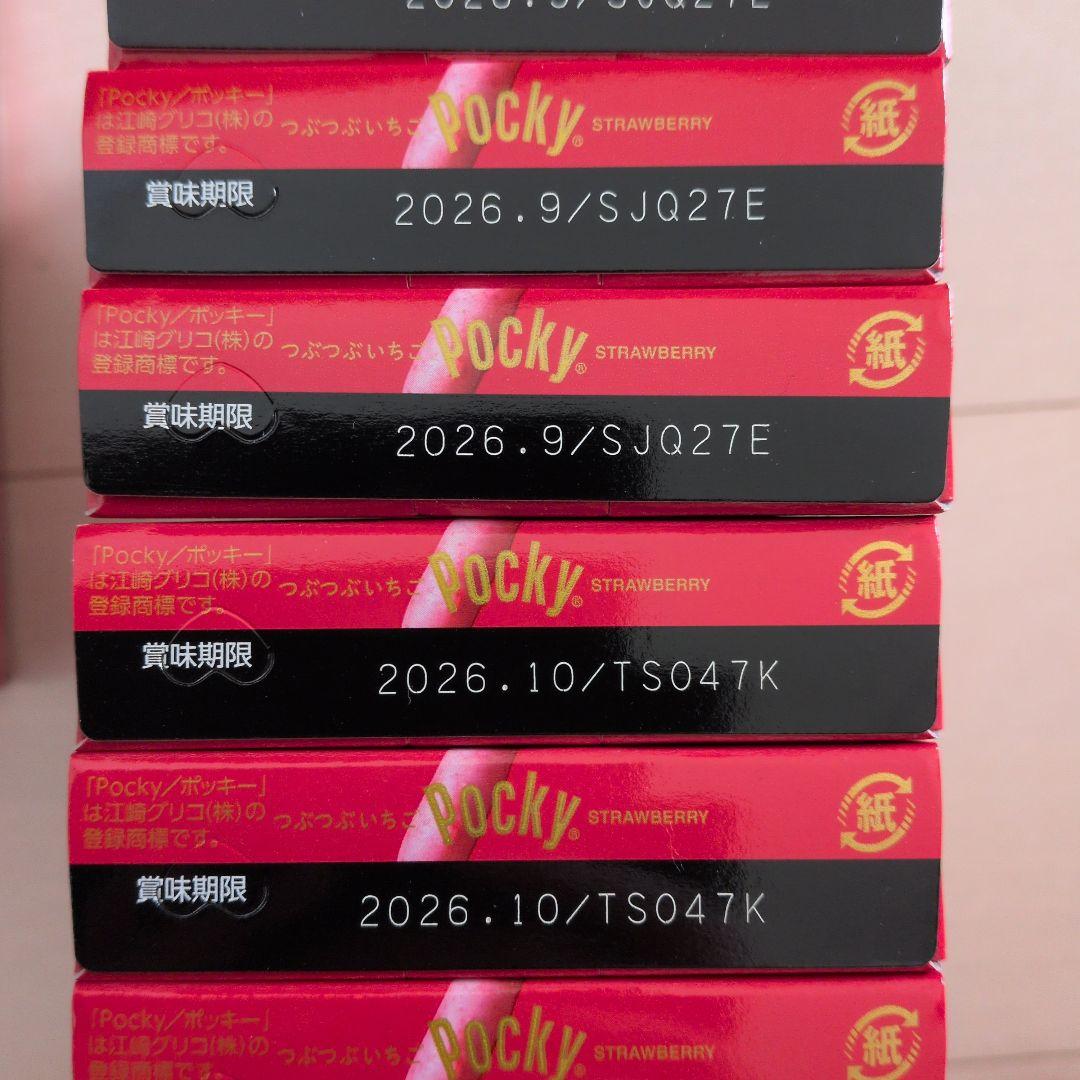 2026.9/SJQ27E
「Pocky／ポッキー」
は江崎グリコ(株)の
登録商標です。
つぶつぶいちご Pocky® STRAWBERRY
紙
賞味期限
2026.9/SJQ27E
「Pocky／ポッキー」
は江崎グリコ(株)の
登録商標です。
つぶつぶいちご Pocky® STRAWBERRY
紙
賞味期限
2026.9/SJQ27E
「Pocky／ポッキー」
は江崎グリコ(株)の
登録商標です。
つぶつぶいちご Pocky® STRAWBERRY
紙
賞味期限
2026.10/TS047K
「Pocky／ポッキー」
は江崎グリコ(株)の
登録商標です。
つぶつぶいちご Pocky® STRAWBERRY
紙
賞味期限
2026.10/TS047K
「Pocky／ポッキー」
は江崎グリコ(株)の
登録商標です。
つぶつぶいちご Pocky® STRAWBERRY
紙